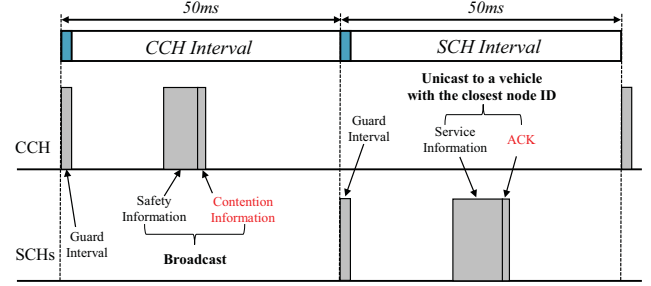 50ms 50ms
CCH Interval SCH Interval
Unicast to a vehicle
with the closest node ID
Guard
Interval
Service
Information
ACK
CCH
Safety
Information
Contention
Information
Guard
Interval
Broadcast
SCHs